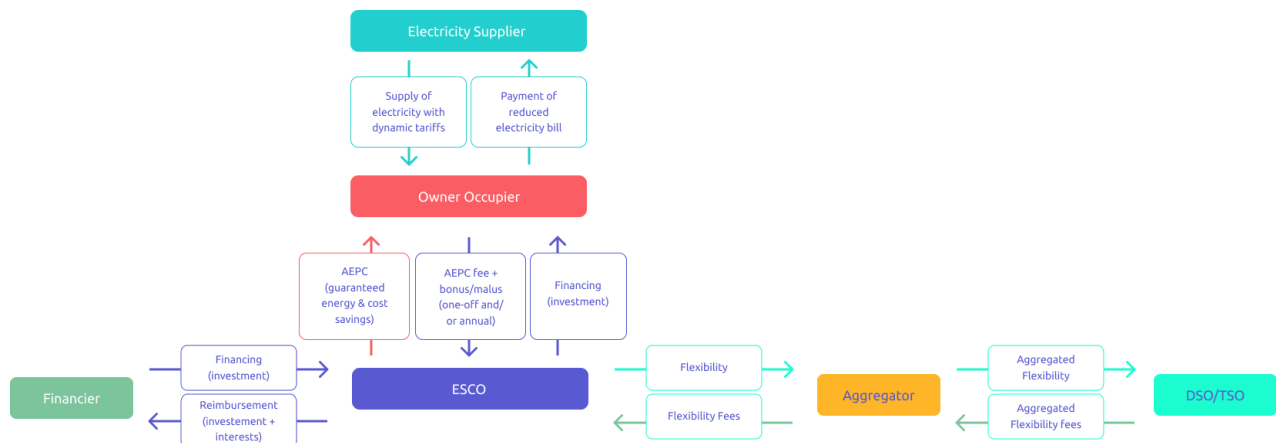 Electricity Supplier
Supply of
electricity with
dynamic tariffs
Payment of
reduced
electricity bill
Owner Occupier
AEPC
(guaranteed
energy & cost
savings)
AEPC fee +
bonus/malus
(one-off and/
or annual)
Financing
(investment)
Financier
Financing
(investment)
Reimbursement
(investement +
interests)
ESCO
Flexibility
Flexibility Fees
Aggregator
Aggregated
Flexibility
Aggregated
Flexibility fees
DSO/TSO